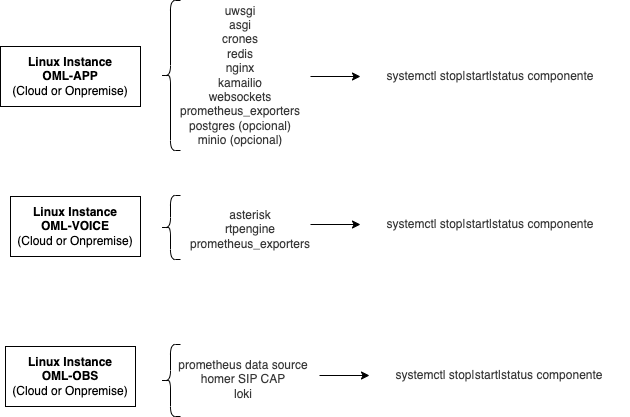 Linux Instance
OML-APP
(Cloud or Onpremise)
uwsgi
asgi
crones
redis
nginx
kamailio
websockets
prometheus_exporters
postgres (opcional)
minio (opcional)
systemctl stop|start|status componente
Linux Instance
OML-VOICE
(Cloud or Onpremise)
asterisk
rtpengine
prometheus_exporters
systemctl stop|start|status componente
Linux Instance
OML-OBS
(Cloud or Onpremise)
prometheus data source
homer SIP CAP
loki
systemctl stop|start|status componente